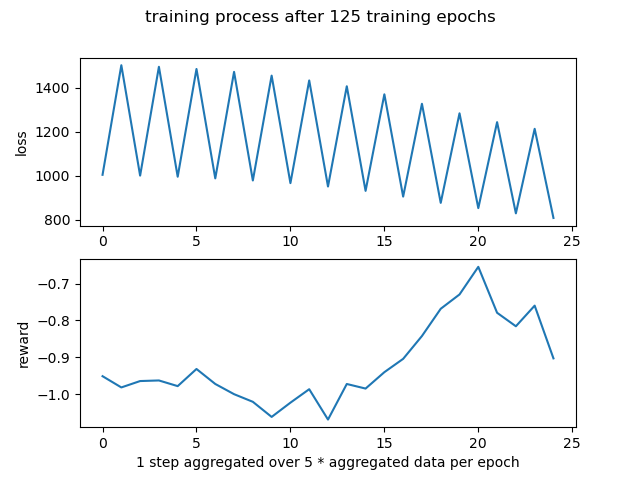 training process after 125 training epochs
1400
1200
1000
800
loss
0 5 10 15 20 25
−0.7
−0.8
−0.9
−1.0
reward
0 5 10 15 20 25
1 step aggregated over 5 * aggregated data per epoch